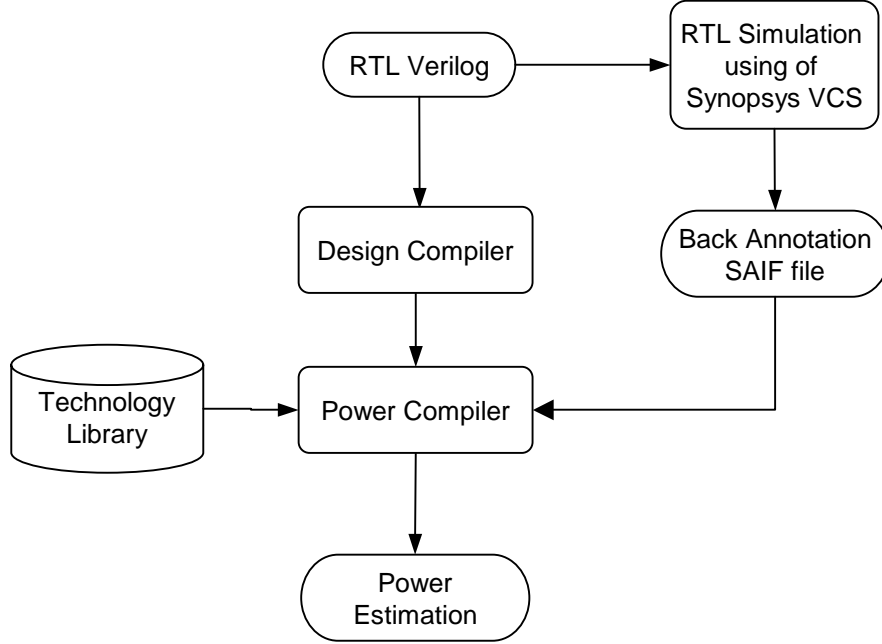 RTL Verilog
RTL Simulation
using of
Synopsys VCS
Design Compiler
Back Annotation
SAIF file
Technology
Library
Power Compiler
Power
Estimation